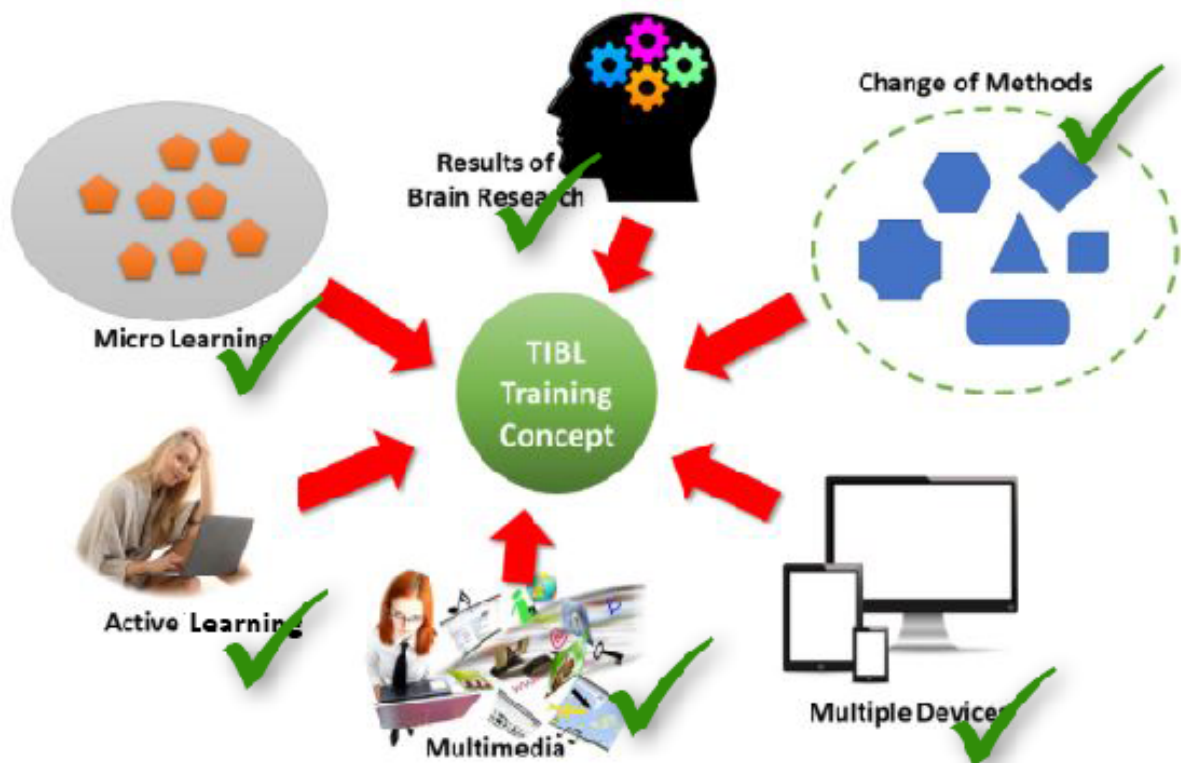 Change of Methods
Results of
Brain Research
Micro Learning
TIBL
Training
Concept
Active Learning
Multimedia
Multiple Devices